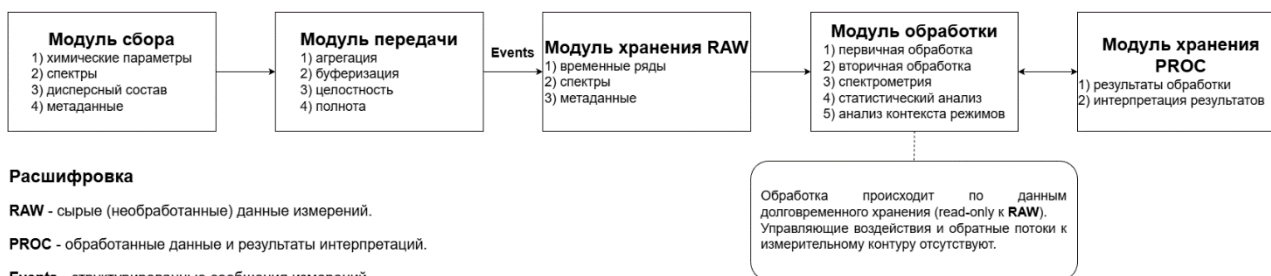 Модуль сбора
1) химические параметры
2) спектры
3) дисперсный состав
4) метаданные
Модуль передачи
1) агрегация
2) буферизация
3) целостность
4) полнота
Events
Модуль хранения RAW
1) временные ряды
2) спектры
3) метаданные
Модуль обработки
1) первичная обработка
2) вторичная обработка
3) спектрометрия
4) статистический анализ
5) анализ контекста режимов
Модуль хранения
PROC
1) результаты обработки
2) интерпретация результатов
Обработка происходит по данным
долговременного хранения (read-only к RAW).
Управляющие воздействия и обратные потоки к
измерительному контуру отсутствуют.
Расшифровка
RAW - сырые (необработанные) данные измерений.
PROC - обработанные данные и результаты интерпретаций.
Events - структурированные сообщения измерений